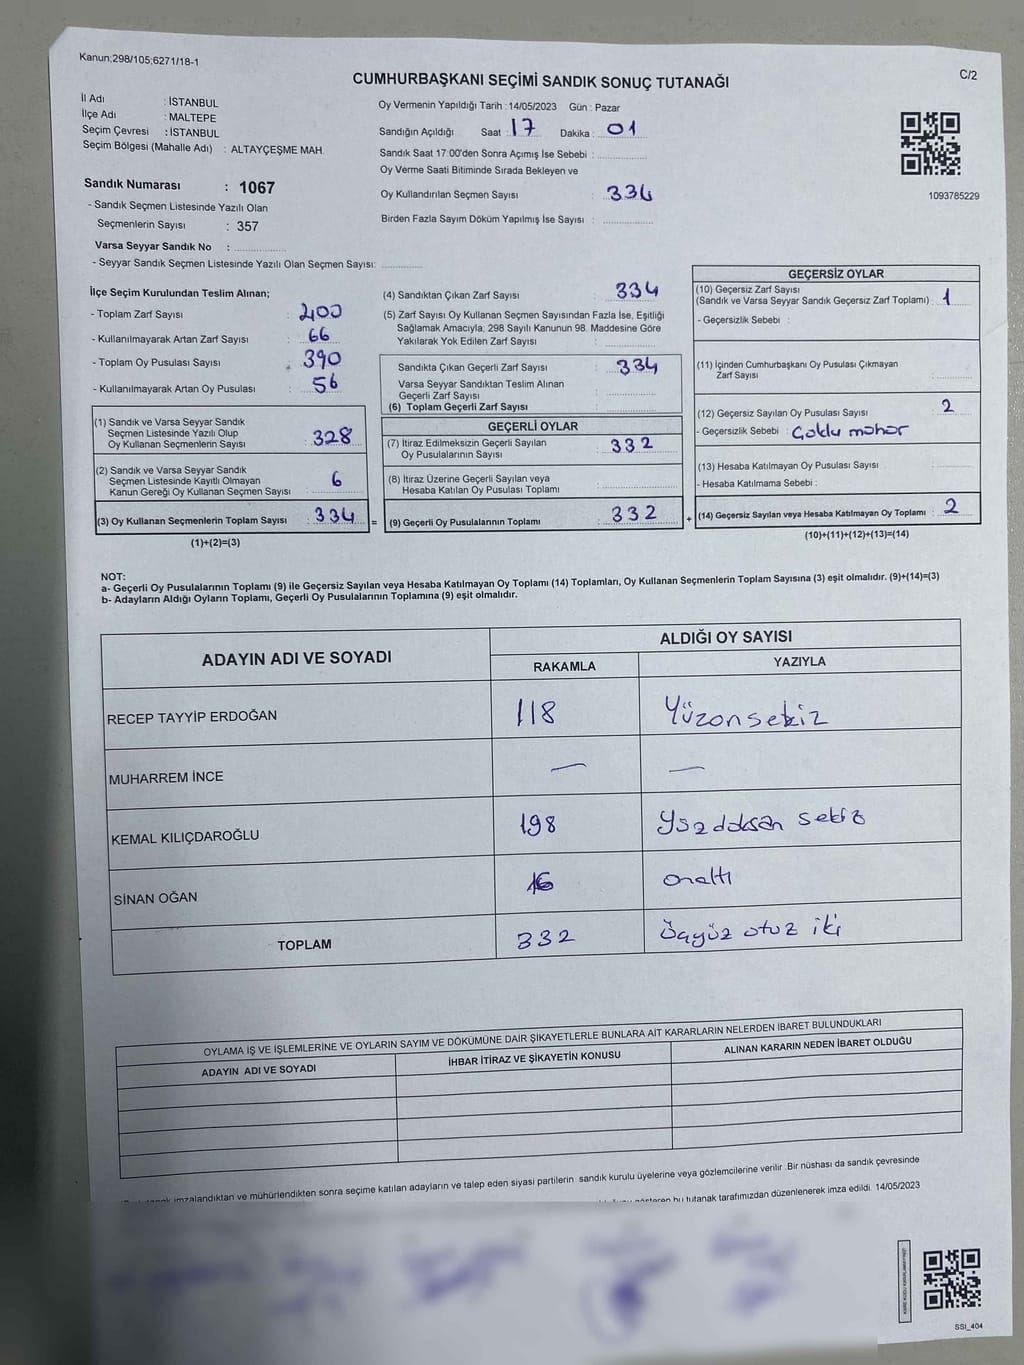 Kanun;298/105;6271/18-1
C/2
CUMHURBAŞKANI SEÇİMİ SANDIK SONUÇ TUTANAĞI
İl Adı : İSTANBUL
İlçe Adı : MALTEPE
Seçim Çevresi : İSTANBUL
Seçim Bölgesi (Mahalle Adı) : ALTAYÇEŞME MAH.
Oy Vermenin Yapıldığı Tarih : 14/05/2023 Gün : Pazar
Sandığın Açıldığı Saat : 17 Dakika : 01
Sandık Saat 17:00'den Sonra Açımış İse Sebebi :
Oy Verme Saati Bitiminde Sırada Bekleyen ve
Oy Kullandırılan Seçmen Sayısı : 334
Birden Fazla Sayım Döküm Yapılmış İse Sayısı :
1093785229
Sandık Numarası : 1067
- Sandık Seçmen Listesinde Yazılı Olan
Seçmenlerin Sayısı : 357
Varsa Seyyar Sandık No :
- Seyyar Sandık Seçmen Listesinde Yazılı Olan Seçmen Sayısı:
İlçe Seçim Kurulundan Teslim Alınan;
- Toplam Zarf Sayısı : 400
- Kullanılmayarak Artan Zarf Sayısı : 66
- Toplam Oy Pusulası Sayısı : 390
- Kullanılmayarak Artan Oy Pusulası : 56
(1) Sandık ve Varsa Seyyar Sandık
Seçmen Listesinde Yazılı Olup
Oy Kullanan Seçmenlerin Sayısı : 328
(2) Sandık ve Varsa Seyyar Sandık
Seçmen Listesinde Kayıtlı Olmayan
Kanun Gereği Oy Kullanan Seçmen Sayısı : 6
(3) Oy Kullanan Seçmenlerin Toplam Sayısı : 334 =
(1)+(2)=(3)
(4) Sandıktan Çıkan Zarf Sayısı : 334
(5) Zarf Sayısı Oy Kullanan Seçmen Sayısından Fazla İse, Eşitliği
Sağlamak Amacıyla; 298 Sayılı Kanunun 98. Maddesine Göre
Yakılarak Yok Edilen Zarf Sayısı :
Sandıkta Çıkan Geçerli Zarf Sayısı : 334
Varsa Seyyar Sandıktan Teslim Alınan
Geçerli Zarf Sayısı :
(6) Toplam Geçerli Zarf Sayısı :
GEÇERLİ OYLAR
(7) İtiraz Edilmeksizin Geçerli Sayılan
Oy Pusulalarının Sayısı : 332
(8) İtiraz Üzerine Geçerli Sayılan veya
Hesaba Katılan Oy Pusulası Toplamı :
(9) Geçerli Oy Pusulalarının Toplamı : 332 +
GEÇERSİZ OYLAR
(10) Geçersiz Zarf Sayısı
(Sandık ve Varsa Seyyar Sandık Geçersiz Zarf Toplamı) : 1
- Geçersizlik Sebebi :
(11) İçinden Cumhurbaşkanı Oy Pusulası Çıkmayan
Zarf Sayısı :
(12) Geçersiz Sayılan Oy Pusulası Sayısı : 2
- Geçersizlik Sebebi : Çoklu mühür
(13) Hesaba Katılmayan Oy Pusulası Sayısı :
- Hesaba Katılmama Sebebi :
(14) Geçersiz Sayılan veya Hesaba Katılmayan Oy Toplamı : 2
(10)+(11)+(12)+(13)=(14)
NOT:
a- Geçerli Oy Pusulalarının Toplamı (9) ile Geçersiz Sayılan veya Hesaba Katılmayan Oy Toplamı (14) Toplamları, Oy Kullanan Seçmenlerin Toplam Sayısına (3) eşit olmalıdır. (9)+(14)=(3)
b- Adayların Aldığı Oyların Toplamı, Geçerli Oy Pusulalarının Toplamına (9) eşit olmalıdır.
ADAYIN ADI VE SOYADI
ALDIĞI OY SAYISI
RAKAMLA YAZIYLA
RECEP TAYYİP ERDOĞAN 118 Yüzonsekiz
MUHARREM İNCE — —
KEMAL KILIÇDAROĞLU 198 Yüzdoksan sekiz
SİNAN OĞAN 16 onaltı
TOPLAM 332 Üçyüz otuz iki
OYLAMA İŞ VE İŞLEMLERİNE VE OYLARIN SAYIM VE DÖKÜMÜNE DAİR ŞİKAYETLERLE BUNLARA AİT KARARLARIN NELERDEN İBARET BULUNDUKLARI
ADAYIN ADI VE SOYADI
İHBAR İTİRAZ VE ŞİKAYETİN KONUSU
ALINAN KARARIN NEDEN İBARET OLDUĞU
imzalandıktan ve mühürlendikten sonra seçime katılan adayların ve talep eden siyasi partilerin sandık kurulu üyelerine veya gözlemcilerine verilir .Bir nüshası da sandık çevresinde
gösteren bu tutanak tarafımızdan düzenlenerek imza edildi. 14/05/2023
SSI_404